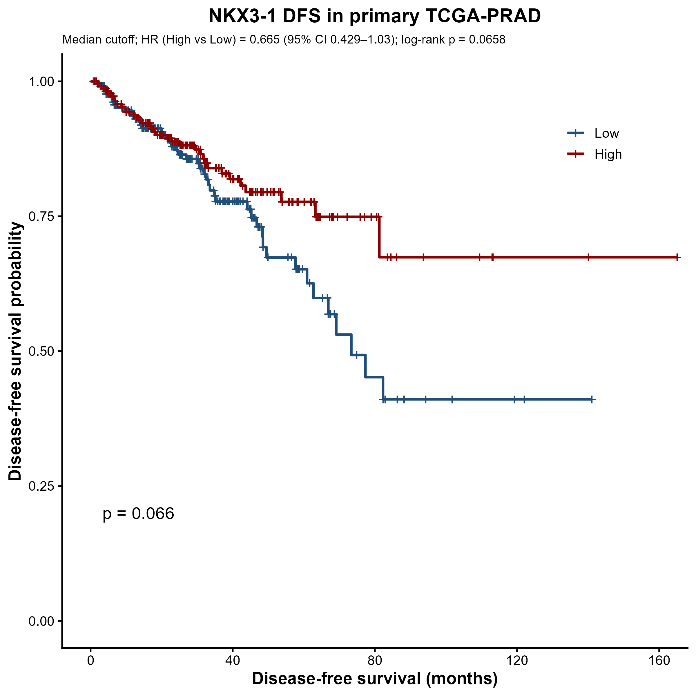 NKX3-1 DFS in primary TCGA-PRAD
Median cutoff; HR (High vs Low) = 0.665 (95% CI 0.429–1.03); log-rank p = 0.0658
Disease-free survival probability
1.00
0.75
0.50
0.25
0.00
Low
High
p = 0.066
0
40
80
120
160
Disease-free survival (months)